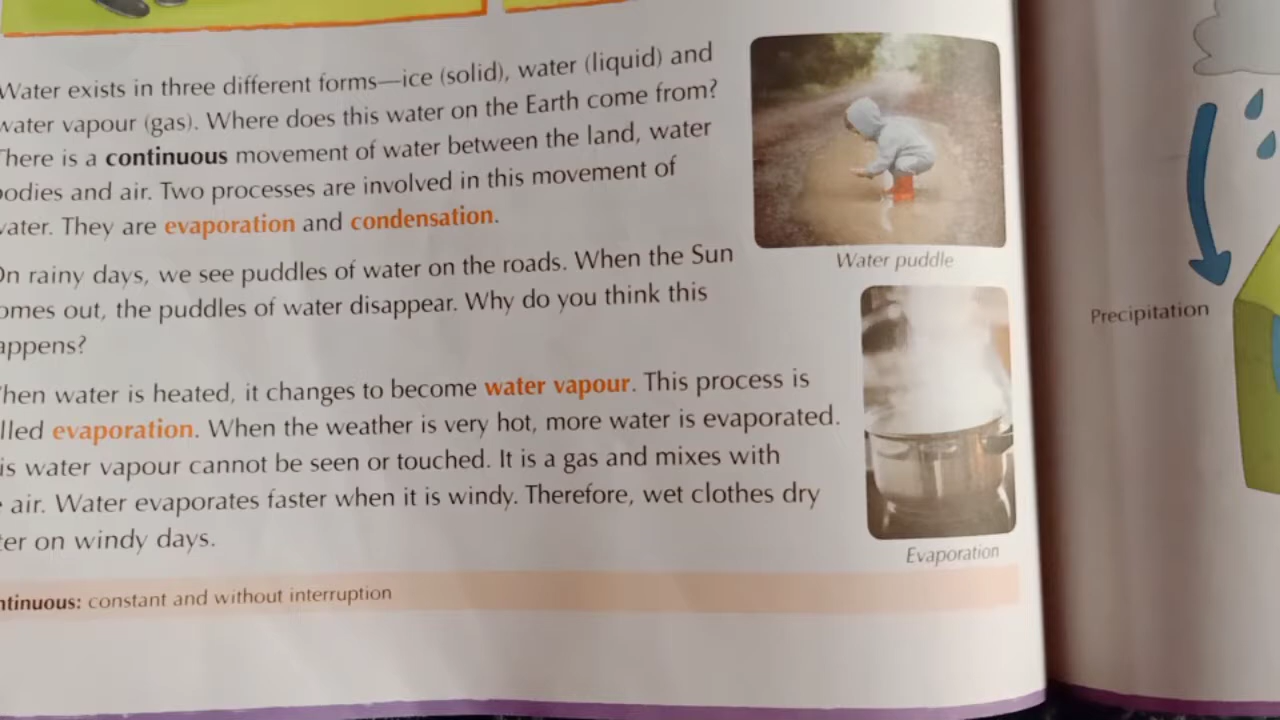 Water exists in three different forms—ice (solid), water (liquid) and
water vapour (gas). Where does this water on the Earth come from?
There is a continuous movement of water between the land, water
bodies and air. Two processes are involved in this movement of
water. They are evaporation and condensation.
On rainy days, we see puddles of water on the roads. When the Sun
comes out, the puddles of water disappear. Why do you think this
happens?
When water is heated, it changes to become water vapour. This process is
called evaporation. When the weather is very hot, more water is evaporated.
is water vapour cannot be seen or touched. It is a gas and mixes with
air. Water evaporates faster when it is windy. Therefore, wet clothes dry
on windy days.
continuous: constant and without interruption
Water puddle
Evaporation
Precipitation